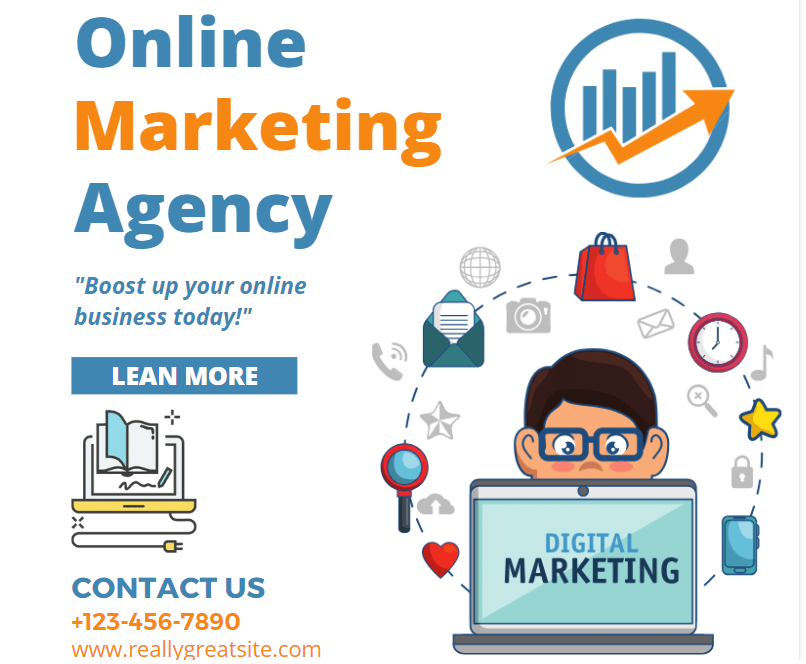 Online
Marketing
Agency
"Boost up your online
business today!"
LEAN MORE
DIGITAL
MARKETING
CONTACT US
+123-456-7890
www.reallygreatsite.com